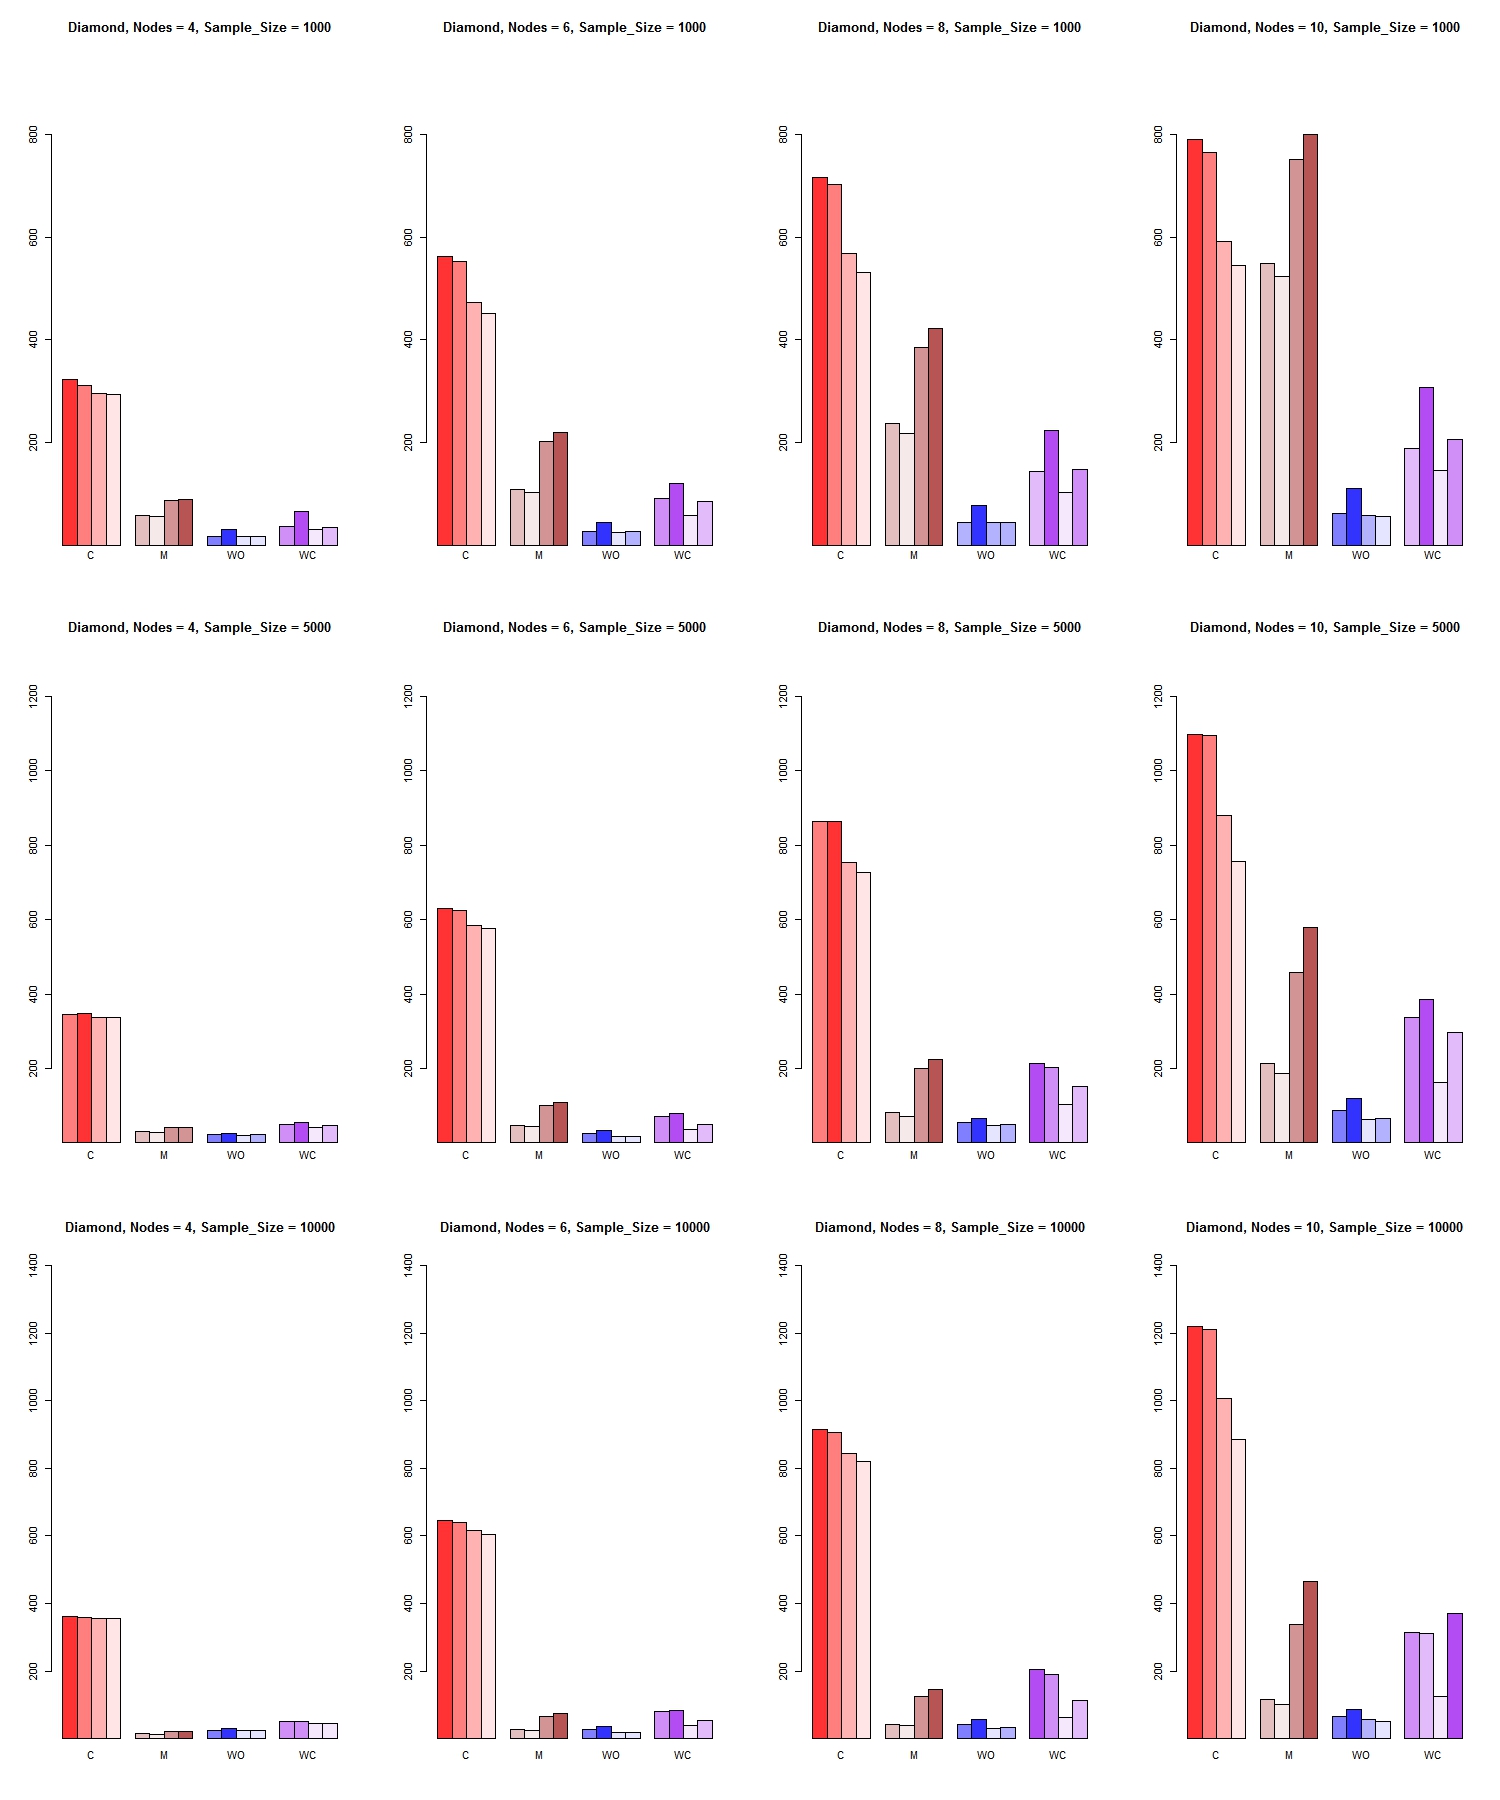 Diamond, Nodes = 4, Sample_Size = 1000
Diamond, Nodes = 6, Sample_Size = 1000
Diamond, Nodes = 8, Sample_Size = 1000
Diamond, Nodes = 10, Sample_Size = 1000
800
600
400
200
C M WO WC
800
600
400
200
C M WO WC
800
600
400
200
C M WO WC
800
600
400
200
C M WO WC
Diamond, Nodes = 4, Sample_Size = 5000
Diamond, Nodes = 6, Sample_Size = 5000
Diamond, Nodes = 8, Sample_Size = 5000
Diamond, Nodes = 10, Sample_Size = 5000
1200
1000
800
600
400
200
C M WO WC
1200
1000
800
600
400
200
C M WO WC
1200
1000
800
600
400
200
C M WO WC
1200
1000
800
600
400
200
C M WO WC
Diamond, Nodes = 4, Sample_Size = 10000
Diamond, Nodes = 6, Sample_Size = 10000
Diamond, Nodes = 8, Sample_Size = 10000
Diamond, Nodes = 10, Sample_Size = 10000
1400
1200
1000
800
600
400
200
C M WO WC
1400
1200
1000
800
600
400
200
C M WO WC
1400
1200
1000
800
600
400
200
C M WO WC
1400
1200
1000
800
600
400
200
C M WO WC